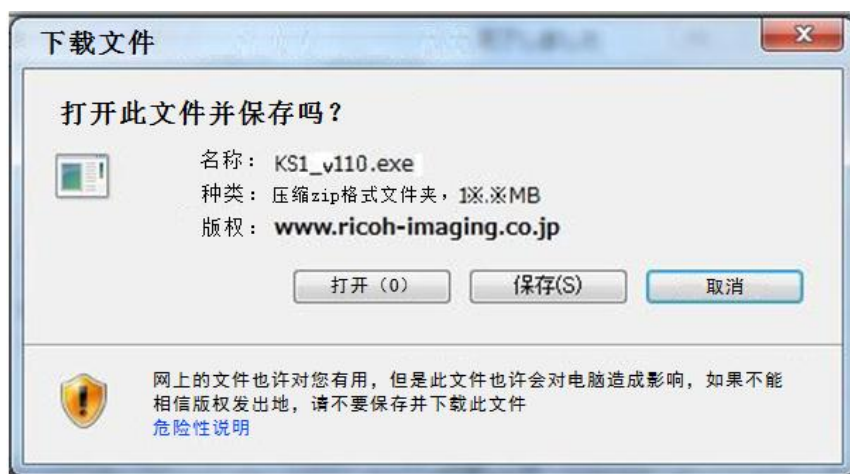 下载文件
打开此文件并保存吗？
名称： KS1_v110.exe
种类： 压缩zip格式文件夹，1※.※MB
版权： www.ricoh-imaging.co.jp
打开（0） 保存(S) 取消
网上的文件也许对您有用，但是此文件也许会对电脑造成影响，如果不能
相信版权发出地，请不要保存并下载此文件
危险性说明